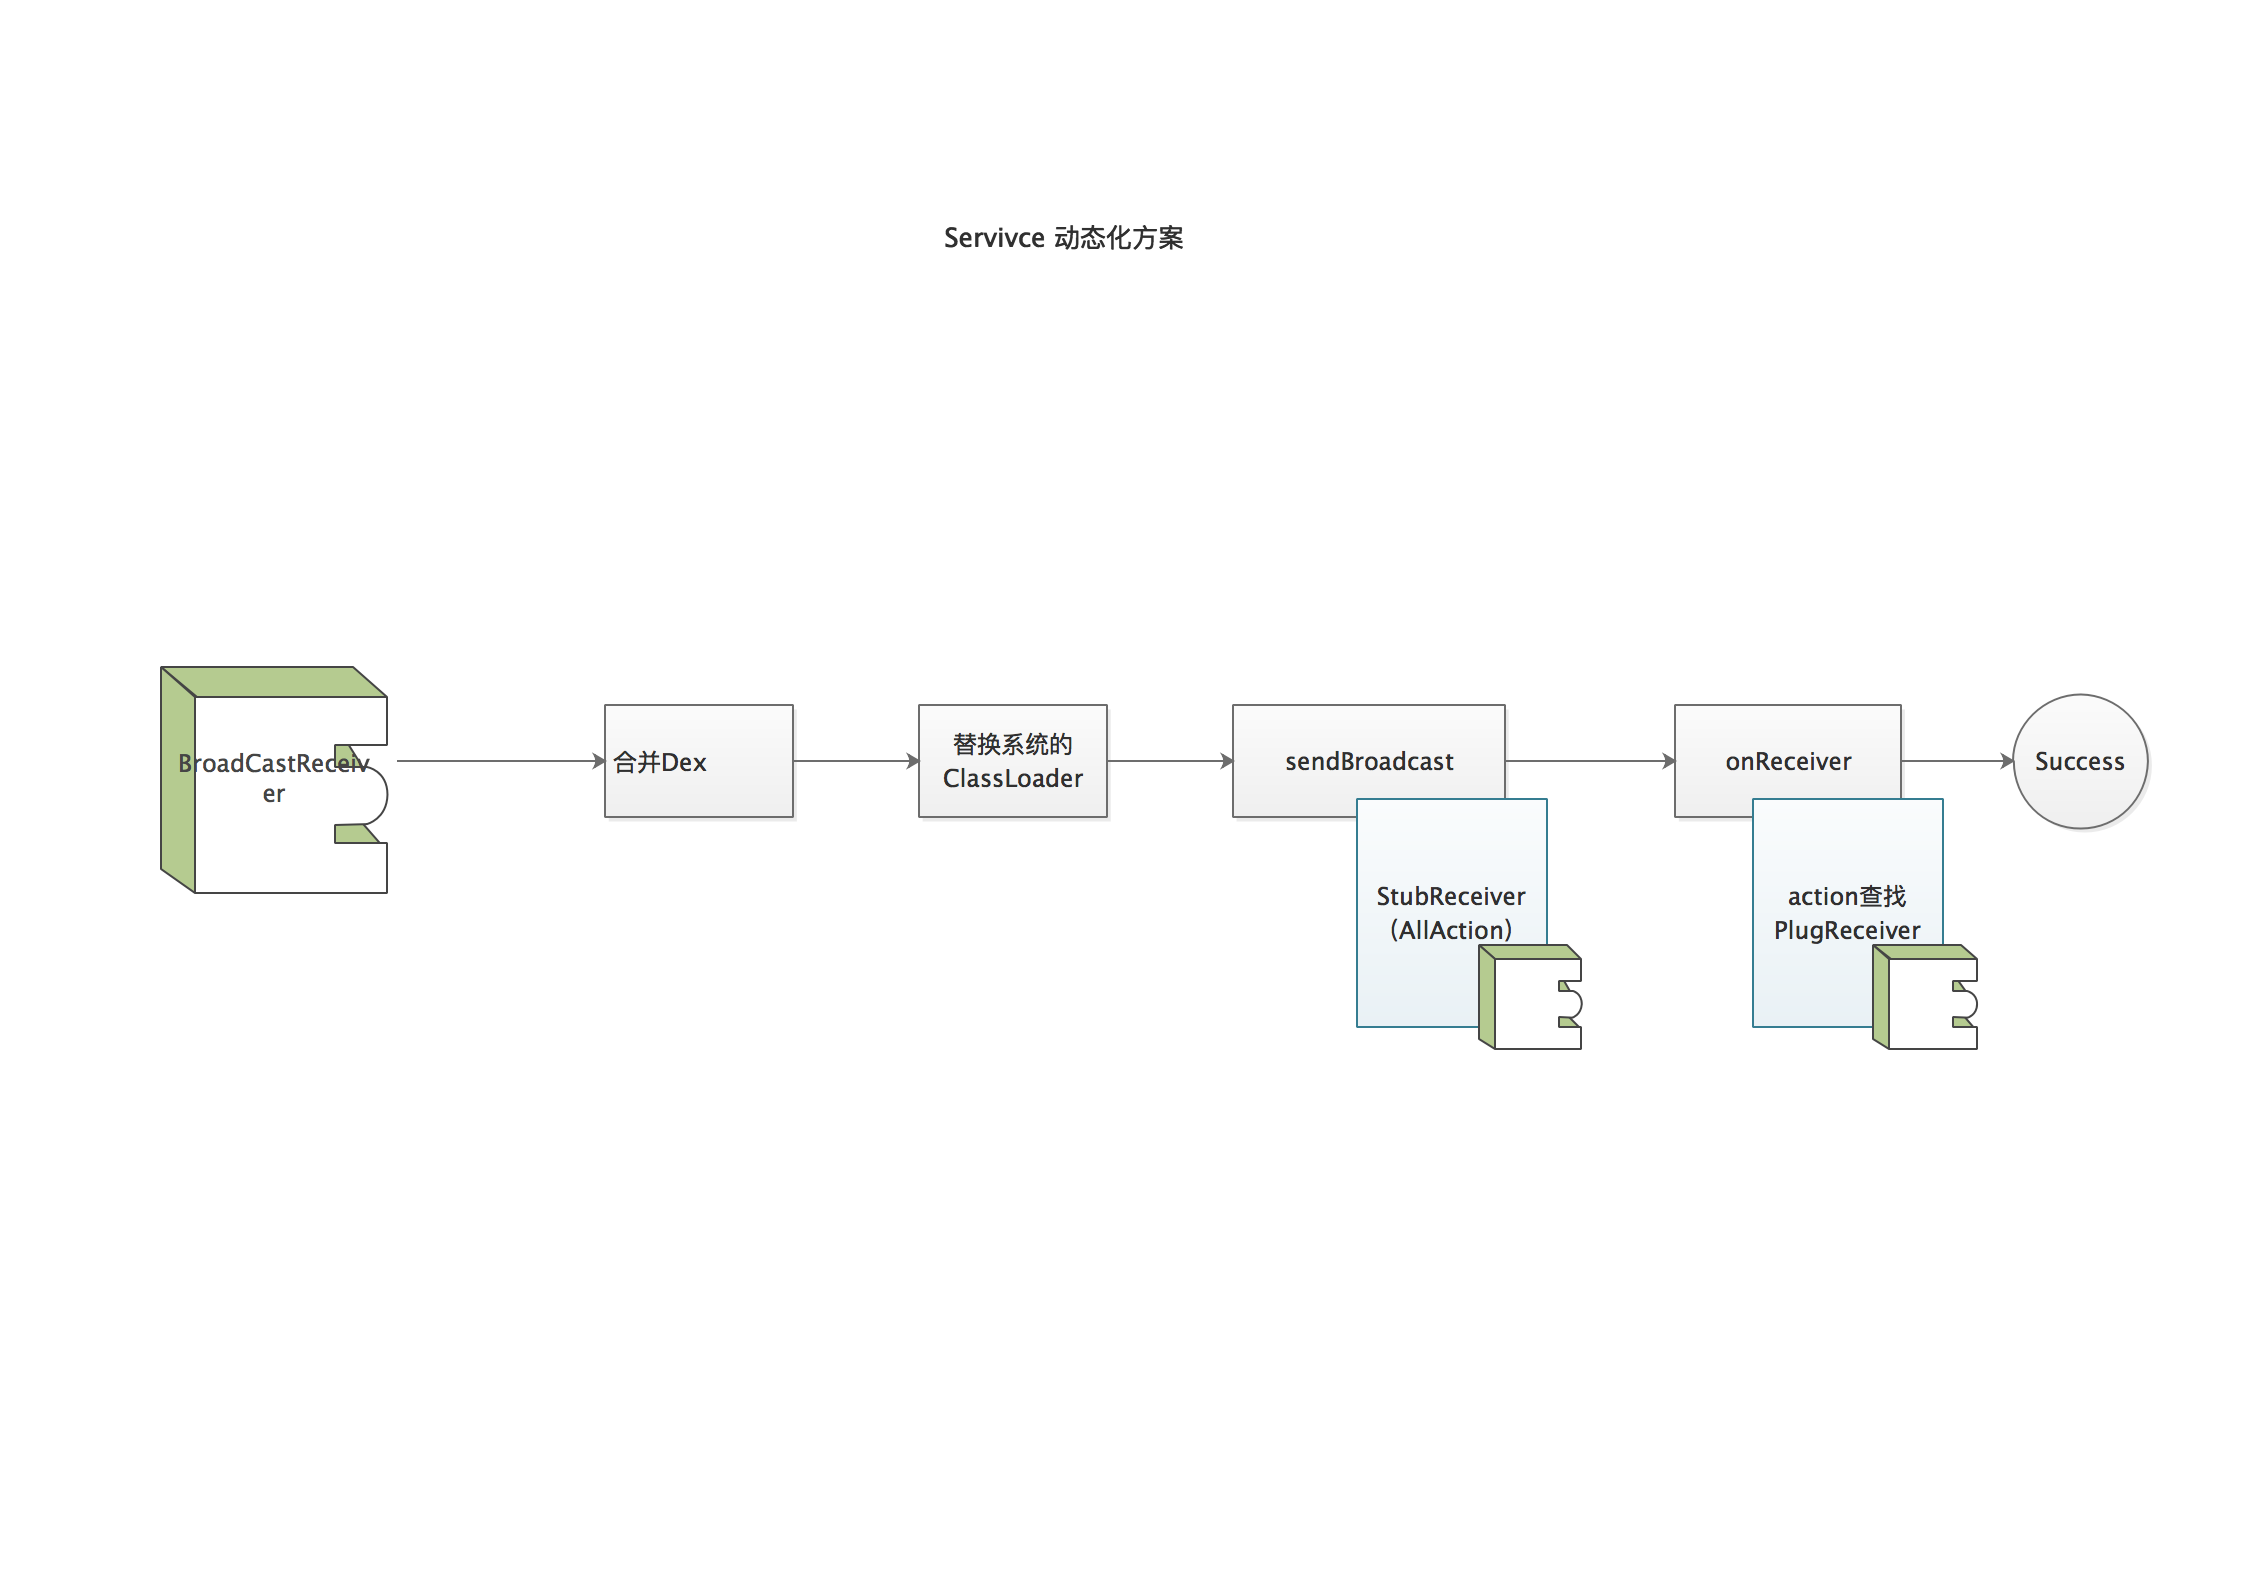 Servivce 动态化方案
BroadCastReceiv
er
合并Dex
替换系统的
ClassLoader
sendBroadcast
StubReceiver
(AllAction)
onReceiver
action查找
PlugReceiver
Success